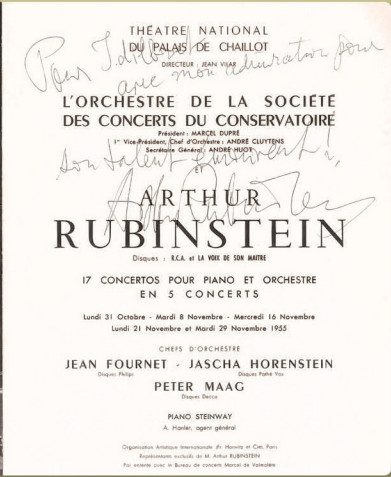 THÉATRE NATIONAL
DU PALAIS DE CHAILLOT
DIRECTEUR : JEAN VILAR
Pour
avec mon admiration pour
L'ORCHESTRE DE LA SOCIÉTÉ
DES CONCERTS DU CONSERVATOIRE
Président : MARCEL DUPRÉ
1er Vice-Président, Chef d'Orchestre : ANDRÉ CLUYTENS
Secrétaire Général : ANDRÉ HUOT
son talent
ET
ARTHUR
RUBINSTEIN
Disques : R.C.A. et LA VOIX DE SON MAITRE
17 CONCERTOS POUR PIANO ET ORCHESTRE
EN 5 CONCERTS
Lundi 31 Octobre - Mardi 8 Novembre - Mercredi 16 Novembre
Lundi 21 Novembre et Mardi 29 Novembre 1955
CHEFS D'ORCHESTRE
JEAN FOURNET - JASCHA HORENSTEIN
Disques Philips Disques Pathé Vox
PETER MAAG
Disques Decca
PIANO STEINWAY
A. Hanler, agent général
Organisation Artistique Internationale (H. Horwitz et Cie), Paris
Représentants exclusifs de M. Arthur RUBINSTEIN
Par entente avec le Bureau de concerts Marcel de Valmalète